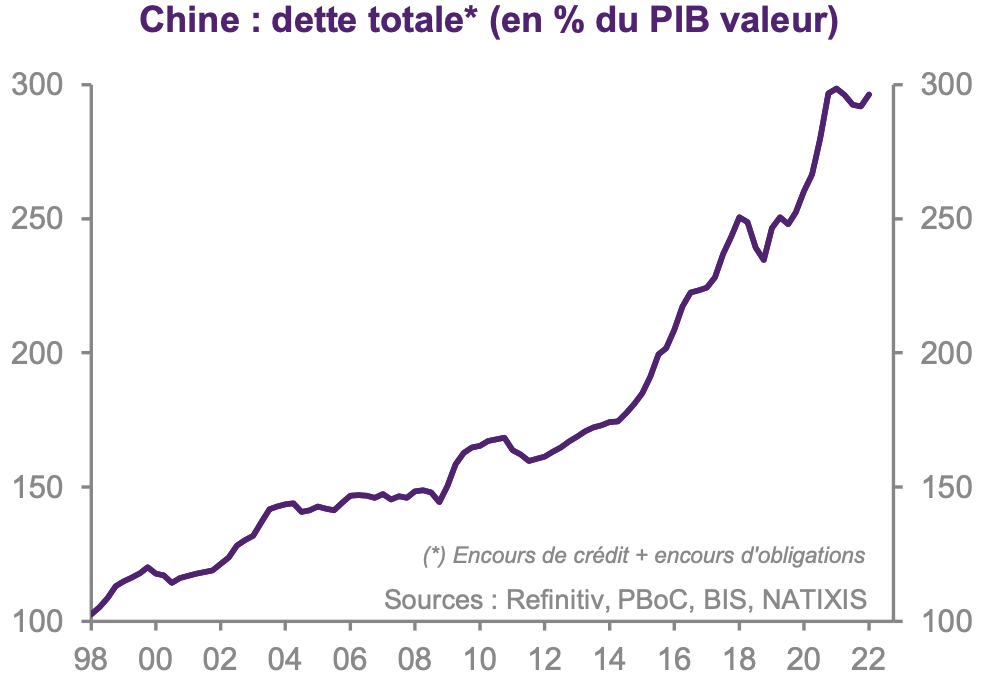 Chine : dette totale* (en % du PIB valeur)
300 300
250 250
200 200
150 150
(*) Encours de crédit + encours d'obligations
Sources : Refinitiv, PBoC, BIS, NATIXIS
100 100
98 00 02 04 06 08 10 12 14 16 18 20 22